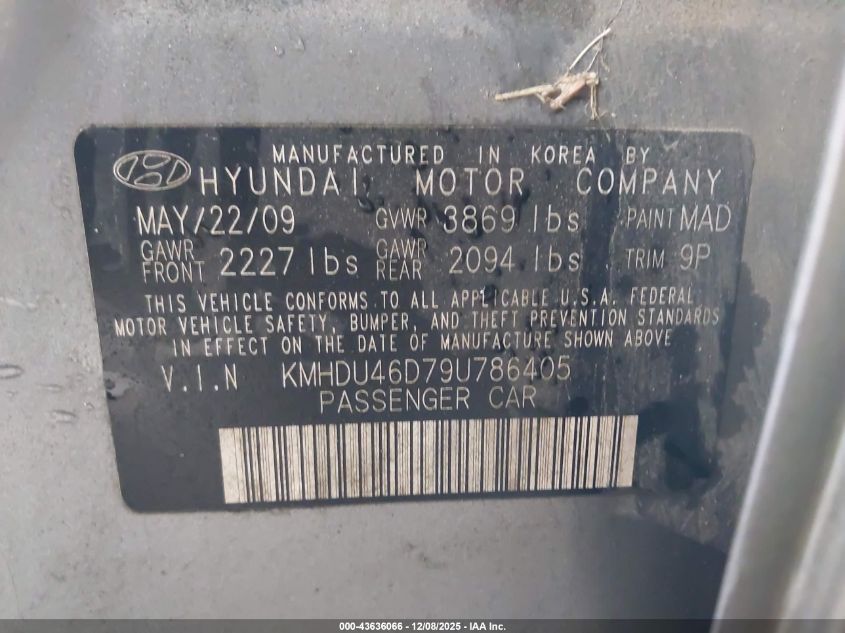 MANUFACTURED IN KOREA BY
HYUNDAI MOTOR COMPANY
MAY/22/09 GVWR 3869 lbs PAINT MAD
GAWR FRONT 2227 lbs GAWR REAR 2094 lbs TRIM 9P
THIS VEHICLE CONFORMS TO ALL APPLICABLE U.S.A. FEDERAL
MOTOR VEHICLE SAFETY, BUMPER, AND THEFT PREVENTION STANDARDS
IN EFFECT ON THE DATE OF MANUFACTURE SHOWN ABOVE
V.I.N KMHDU46D79U786405
PASSENGER CAR
000-43636066 - 12/08/2025 - IAA Inc.